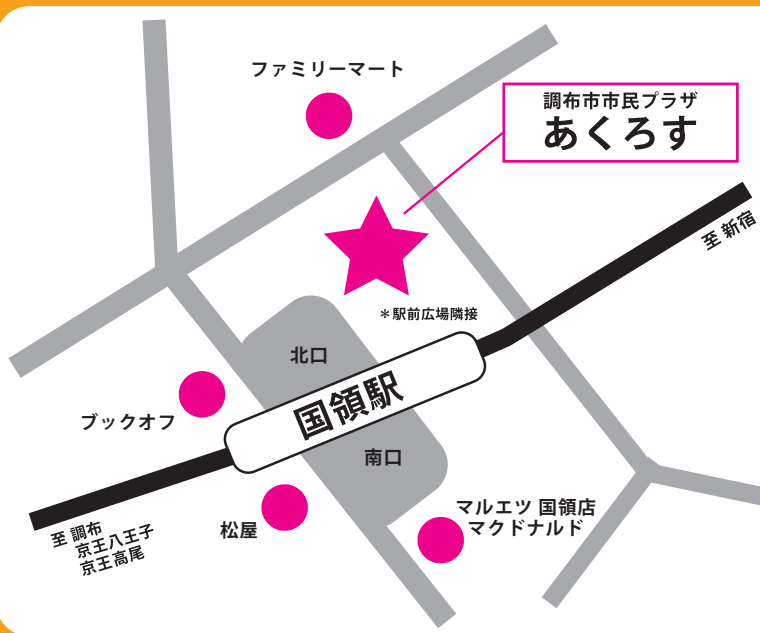 ファミリーマート
調布市市民プラザ
あくろす
至 新宿
＊駅前広場隣接
北口
国領駅
ブックオフ
南口
松屋
マルエツ 国領店
マクドナルド
至 調布
京王八王子
京王高尾